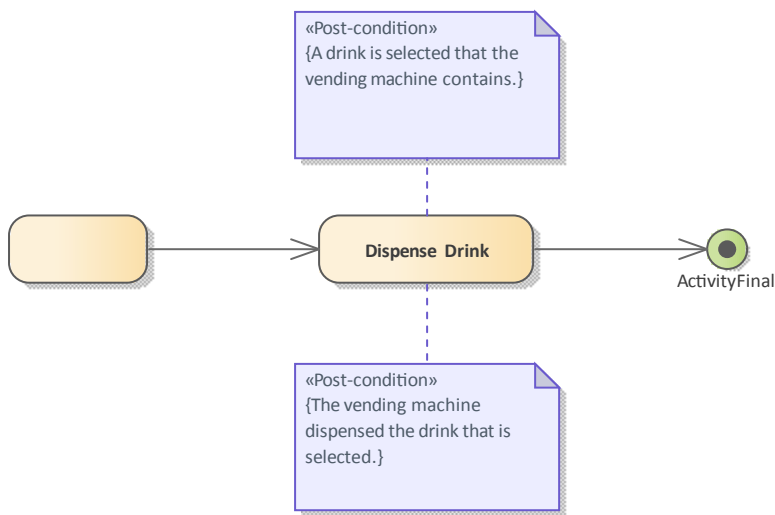 «Post-condition»
{A drink is selected that the
vending machine contains.}
Dispense Drink
ActivityFinal
«Post-condition»
{The vending machine
dispensed the drink that is
selected.}